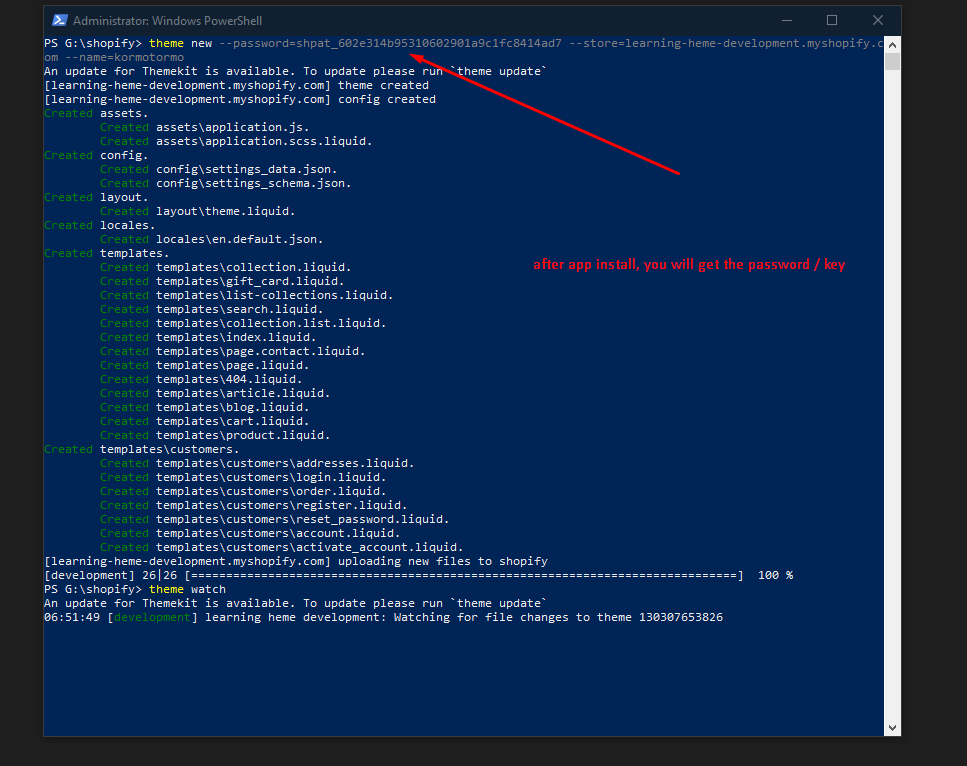 Administrator: Windows PowerShell
PS G:\shopify> theme new --password=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 --store=learning-heme-development.myshopify.c
om --name=kormotormo
An update for Themekit is available. To update please run `theme update`
[learning-heme-development.myshopify.com] theme created
[learning-heme-development.myshopify.com] config created
Created assets.
Created assets\application.js.
Created assets\application.scss.liquid.
Created config.
Created config\settings_data.json.
Created config\settings_schema.json.
Created layout.
Created layout\theme.liquid.
Created locales.
Created locales\en.default.json.
Created templates.
Created templates\collection.liquid.
after app install, you will get the password / key
Created templates\gift_card.liquid.
Created templates\list-collections.liquid.
Created templates\search.liquid.
Created templates\collection.list.liquid.
Created templates\index.liquid.
Created templates\page.contact.liquid.
Created templates\page.liquid.
Created templates\404.liquid.
Created templates\article.liquid.
Created templates\blog.liquid.
Created templates\cart.liquid.
Created templates\product.liquid.
Created templates\customers.
Created templates\customers\addresses.liquid.
Created templates\customers\login.liquid.
Created templates\customers\order.liquid.
Created templates\customers\register.liquid.
Created templates\customers\reset_password.liquid.
Created templates\customers\account.liquid.
Created templates\customers\activate_account.liquid.
[learning-heme-development.myshopify.com] uploading new files to shopify
[development] 26|26 [==============================================================================] 100 %
PS G:\shopify> theme watch
An update for Themekit is available. To update please run `theme update`
06:51:49 [development] learning heme development: Watching for file changes to theme 130307653826